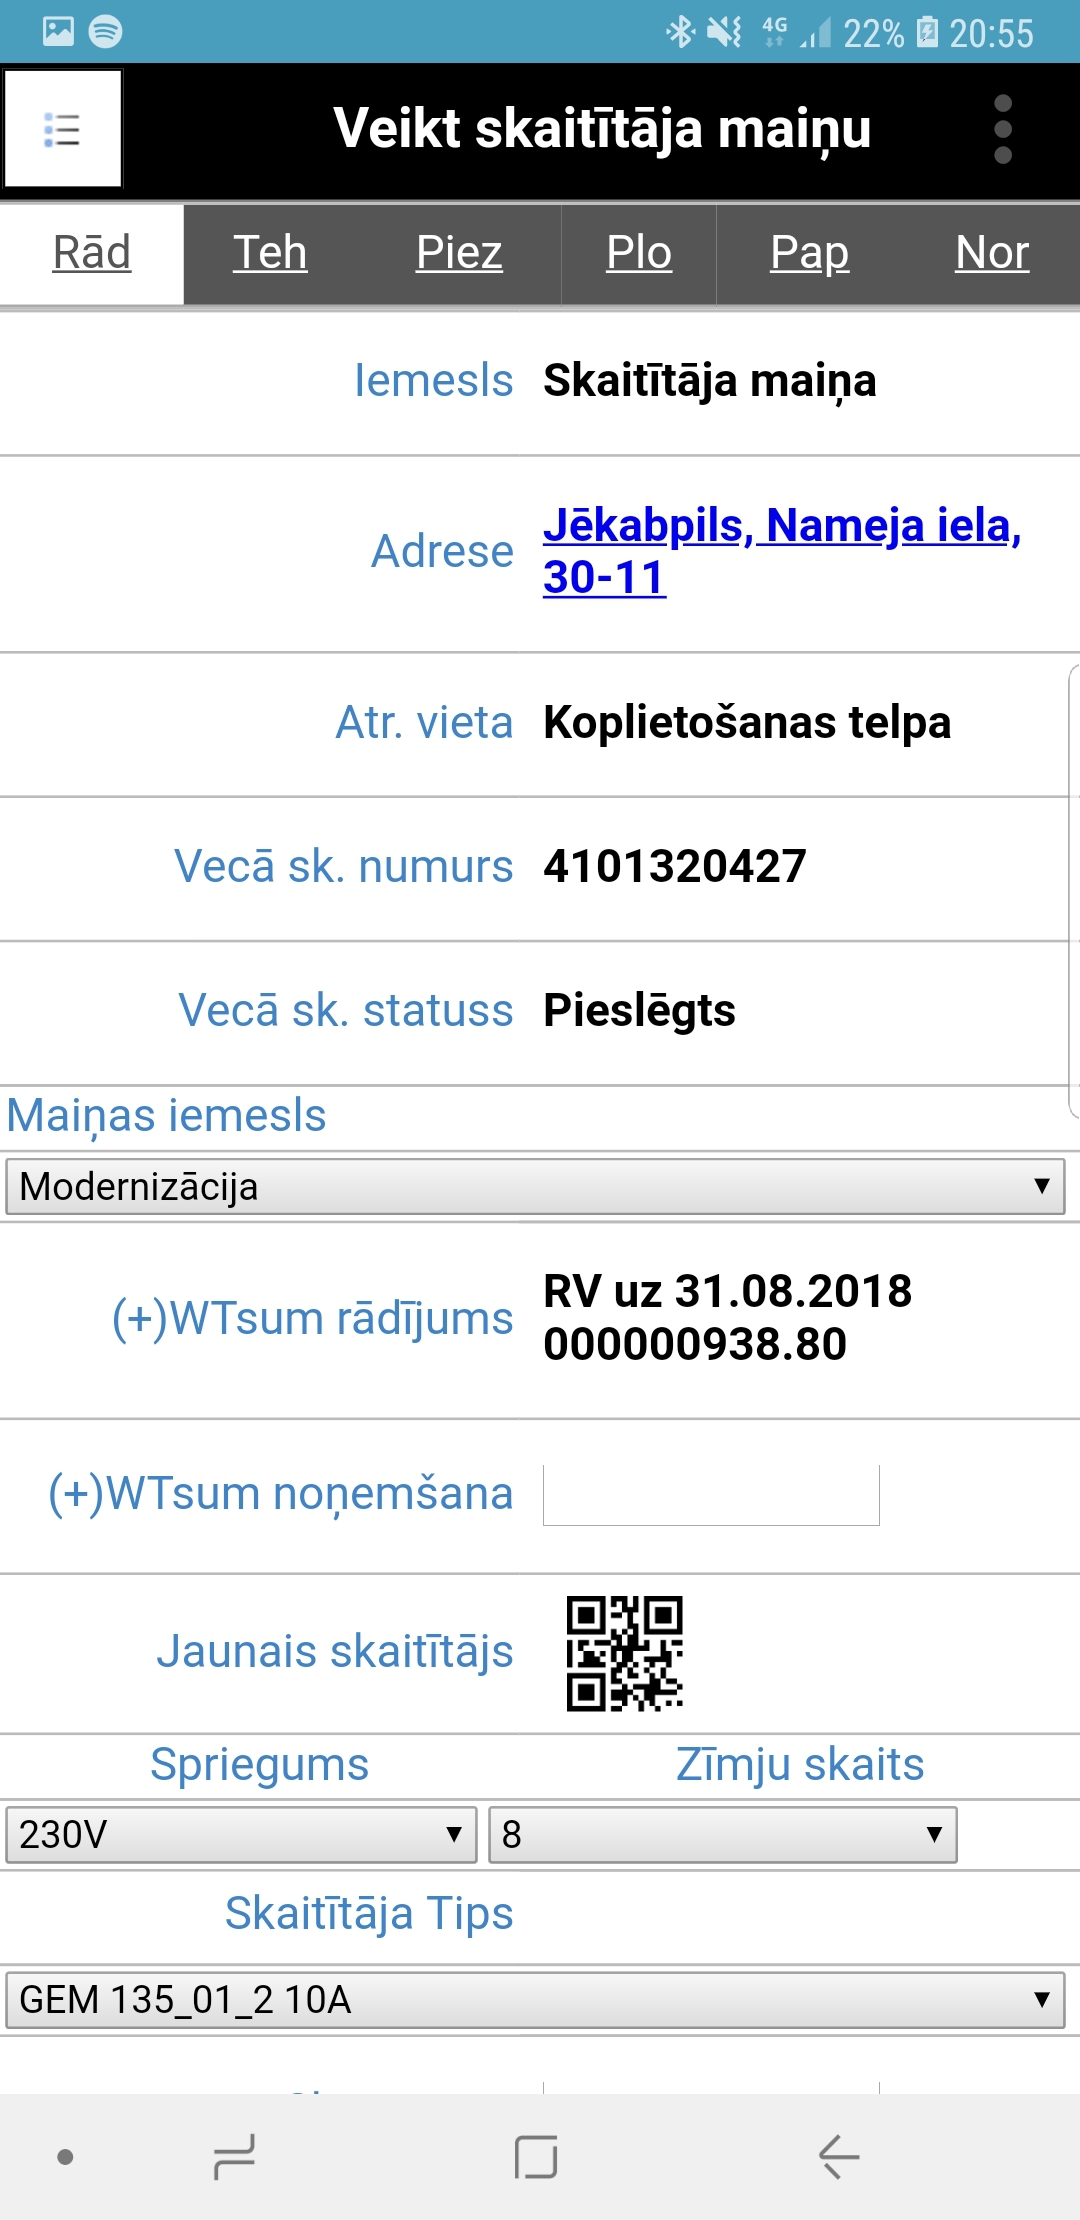 4G 22% 20:55
Veikt skaitītāja maiņu
Rād Teh Piez Plo Pap Nor
Iemesls Skaitītāja maiņa
Adrese Jēkabpils, Nameja iela,
30-11
Atr. vieta Koplietošanas telpa
Vecā sk. numurs 4101320427
Vecā sk. statuss Pieslēgts
Maiņas iemesls
Modernizācija
(+)WTsum rādījums RV uz 31.08.2018
000000938.80
(+)WTsum noņemšana
Jaunais skaitītājs
Spriegums Zīmju skaits
230V 8
Skaitītāja Tips
GEM 135_01_2 10A